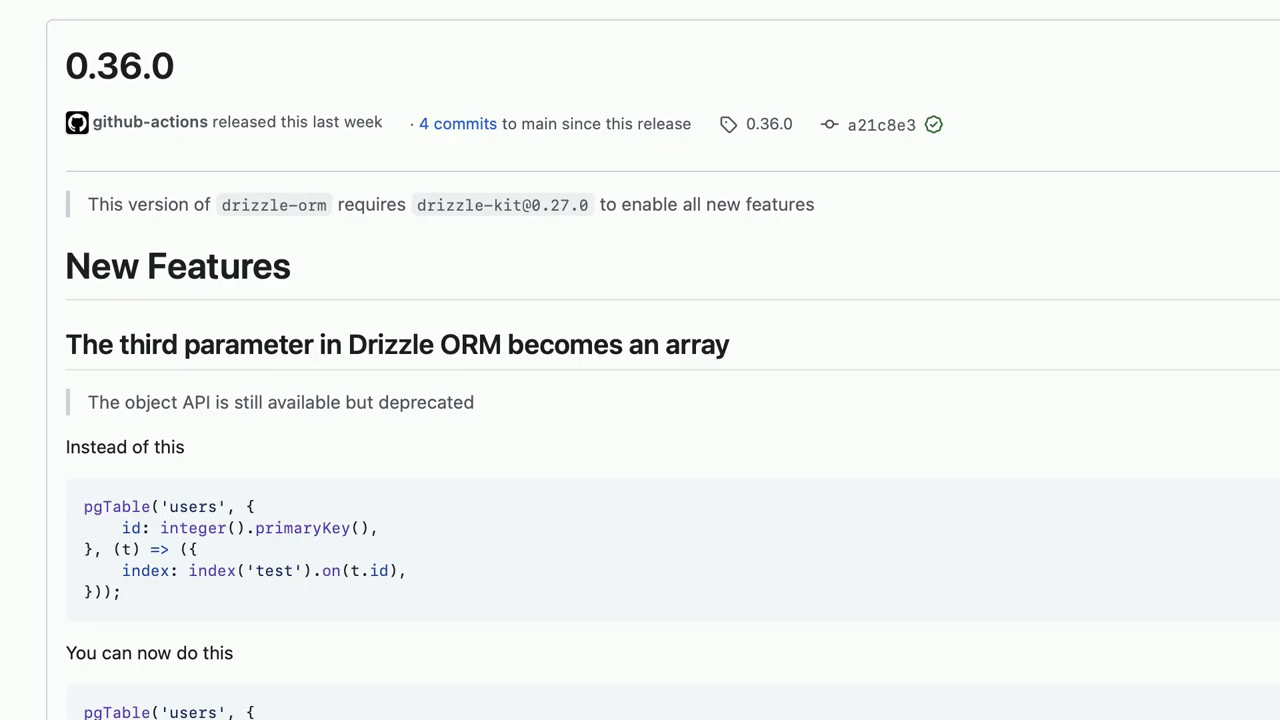 0.36.0
github-actions released this last week · 4 commits to main since this release 0.36.0 a21c8e3
This version of drizzle-orm requires drizzle-kit@0.27.0 to enable all new features
New Features
The third parameter in Drizzle ORM becomes an array
The object API is still available but deprecated
Instead of this
pgTable('users', {
    id: integer().primaryKey(),
}, (t) => ({
    index: index('test').on(t.id),
}));
You can now do this
pgTable('users', {